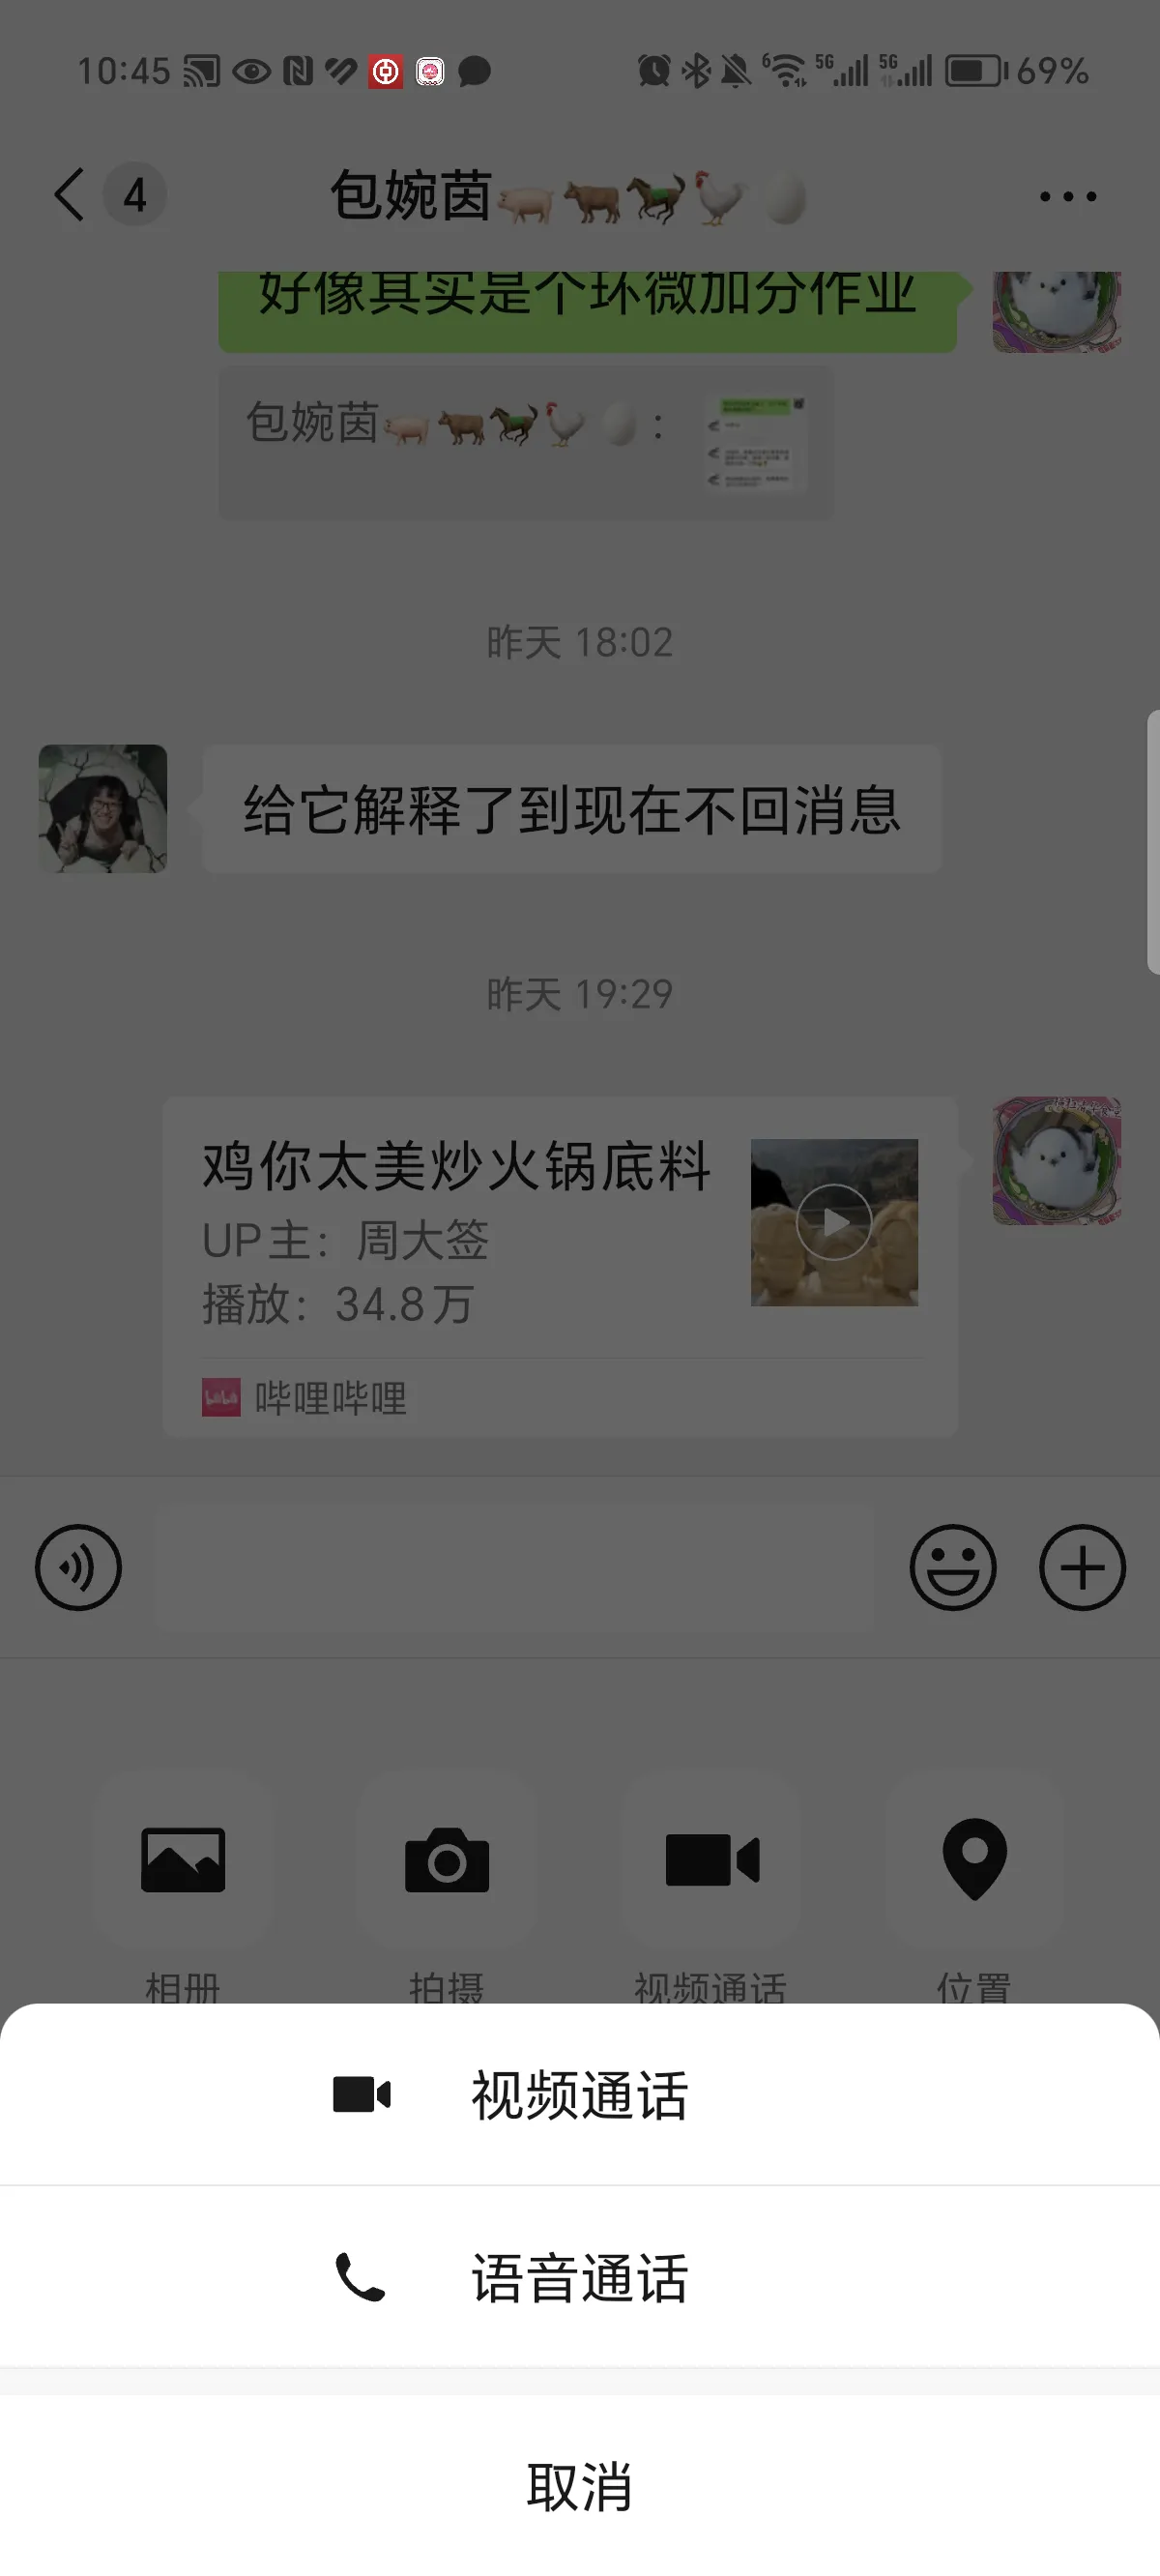 10:45
6 5G 5G 69%
4 包婉茵🐖🐂🐎🐓🥚
好像其实是个环微加分作业
包婉茵🐖🐂🐎🐓🥚:
昨天 18:02
给它解释了到现在不回消息
昨天 19:29
鸡你太美炒火锅底料
UP主：周大签
播放：34.8万
哔哩哔哩
相册 拍摄 视频通话 位置
视频通话
语音通话
取消